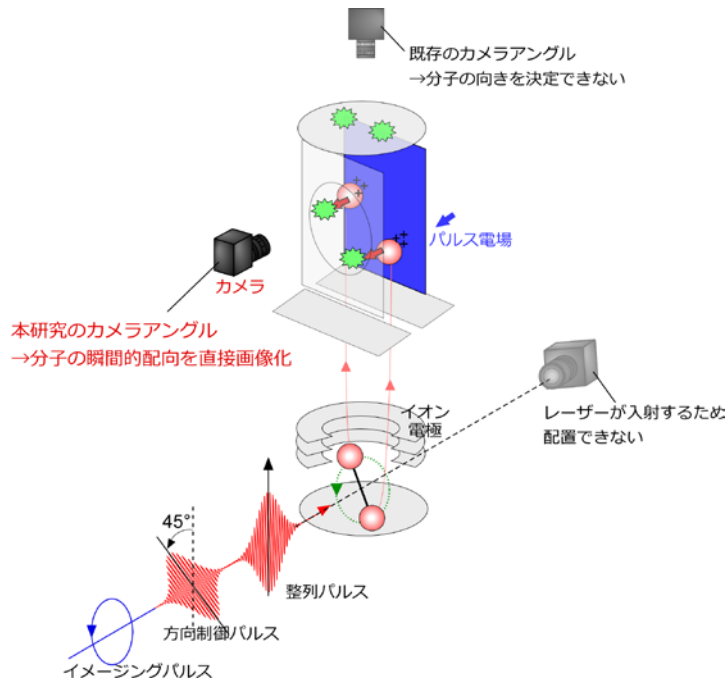 既存のカメラアングル
→分子の向きを決定できない
パルス電場
カメラ
本研究のカメラアングル
→分子の瞬間的配向を直接画像化
イオン
電極
レーザーが入射するため
配置できない
45°
整列パルス
方向制御パルス
イメージングパルス